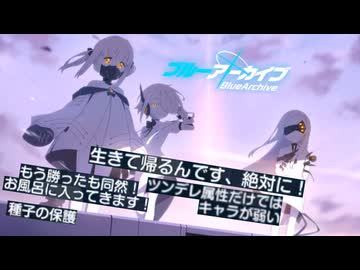 ブルーアーカイブ
BlueArchive
生きて帰るんです、絶対に！
もう勝ったも同然！
お風呂に入ってきます！
ツンデレ属性だけでは
キャラが弱い
種子の保護